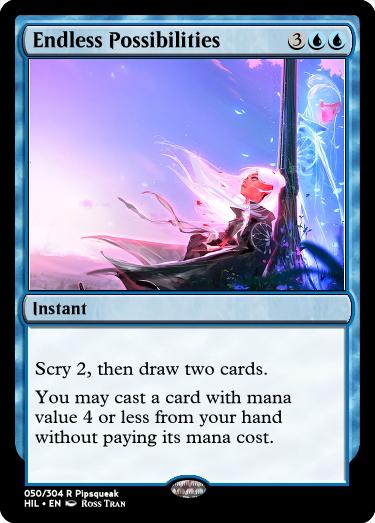 Endless Possibilities 3
Instant
Scry 2, then draw two cards.
You may cast a card with mana
value 4 or less from your hand
without paying its mana cost.
050/304 R Pipsqueak
HIL • EN Ross Tran